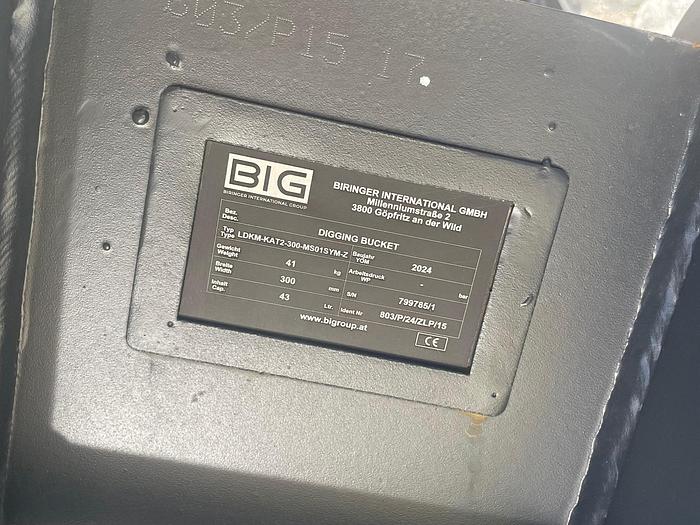 803/P15 17
BIG
BIRINGER INTERNATIONAL GROUP
BIRINGER INTERNATIONAL GMBH
Millenniumstraße 2
3800 Göpfritz an der Wild
Bez.
Desc.
DIGGING BUCKET
Typ
Type LDKM-KAT2-300-MS01SYM-Z
Baujahr
YOM
2024
Gewicht
Weight
41 kg
Arbeitsdruck
WP
- bar
Breite
Width
300 mm
S/N
799785/1
Inhalt
Cap.
43 Ltr.
Ident Nr
803/P/24/ZLP/15
www.bigroup.at
CE